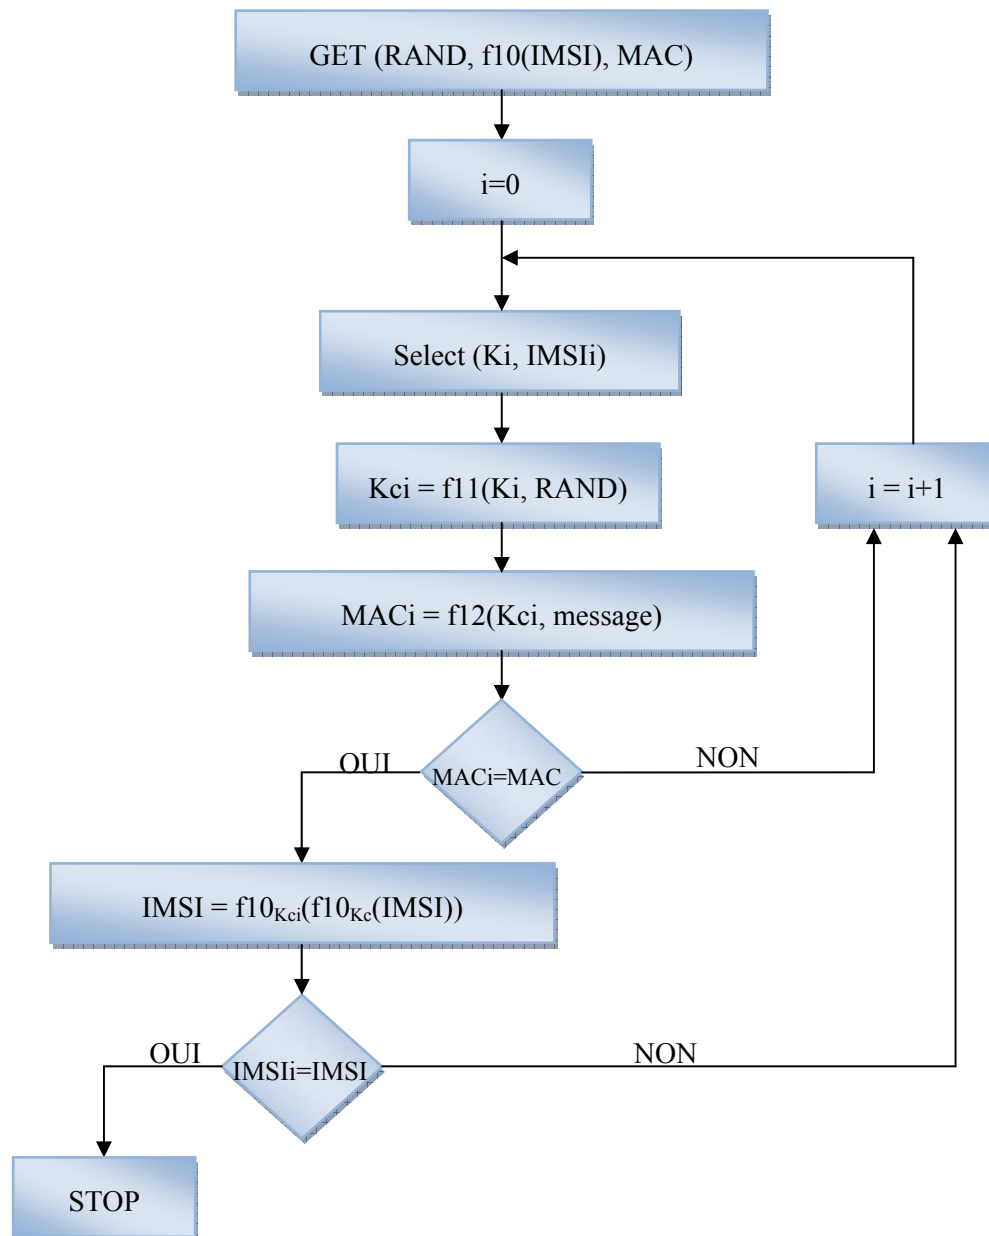 GET (RAND, f10(IMSI), MAC)
i=0
Select (Ki, IMSIi)
Kci = f11(Ki, RAND)
i = i+1
MACi = f12(Kci, message)
OUI
MACi=MAC
NON
IMSI = f10Kci(f10Kc(IMSI))
OUI
IMSIi=IMSI
NON
STOP